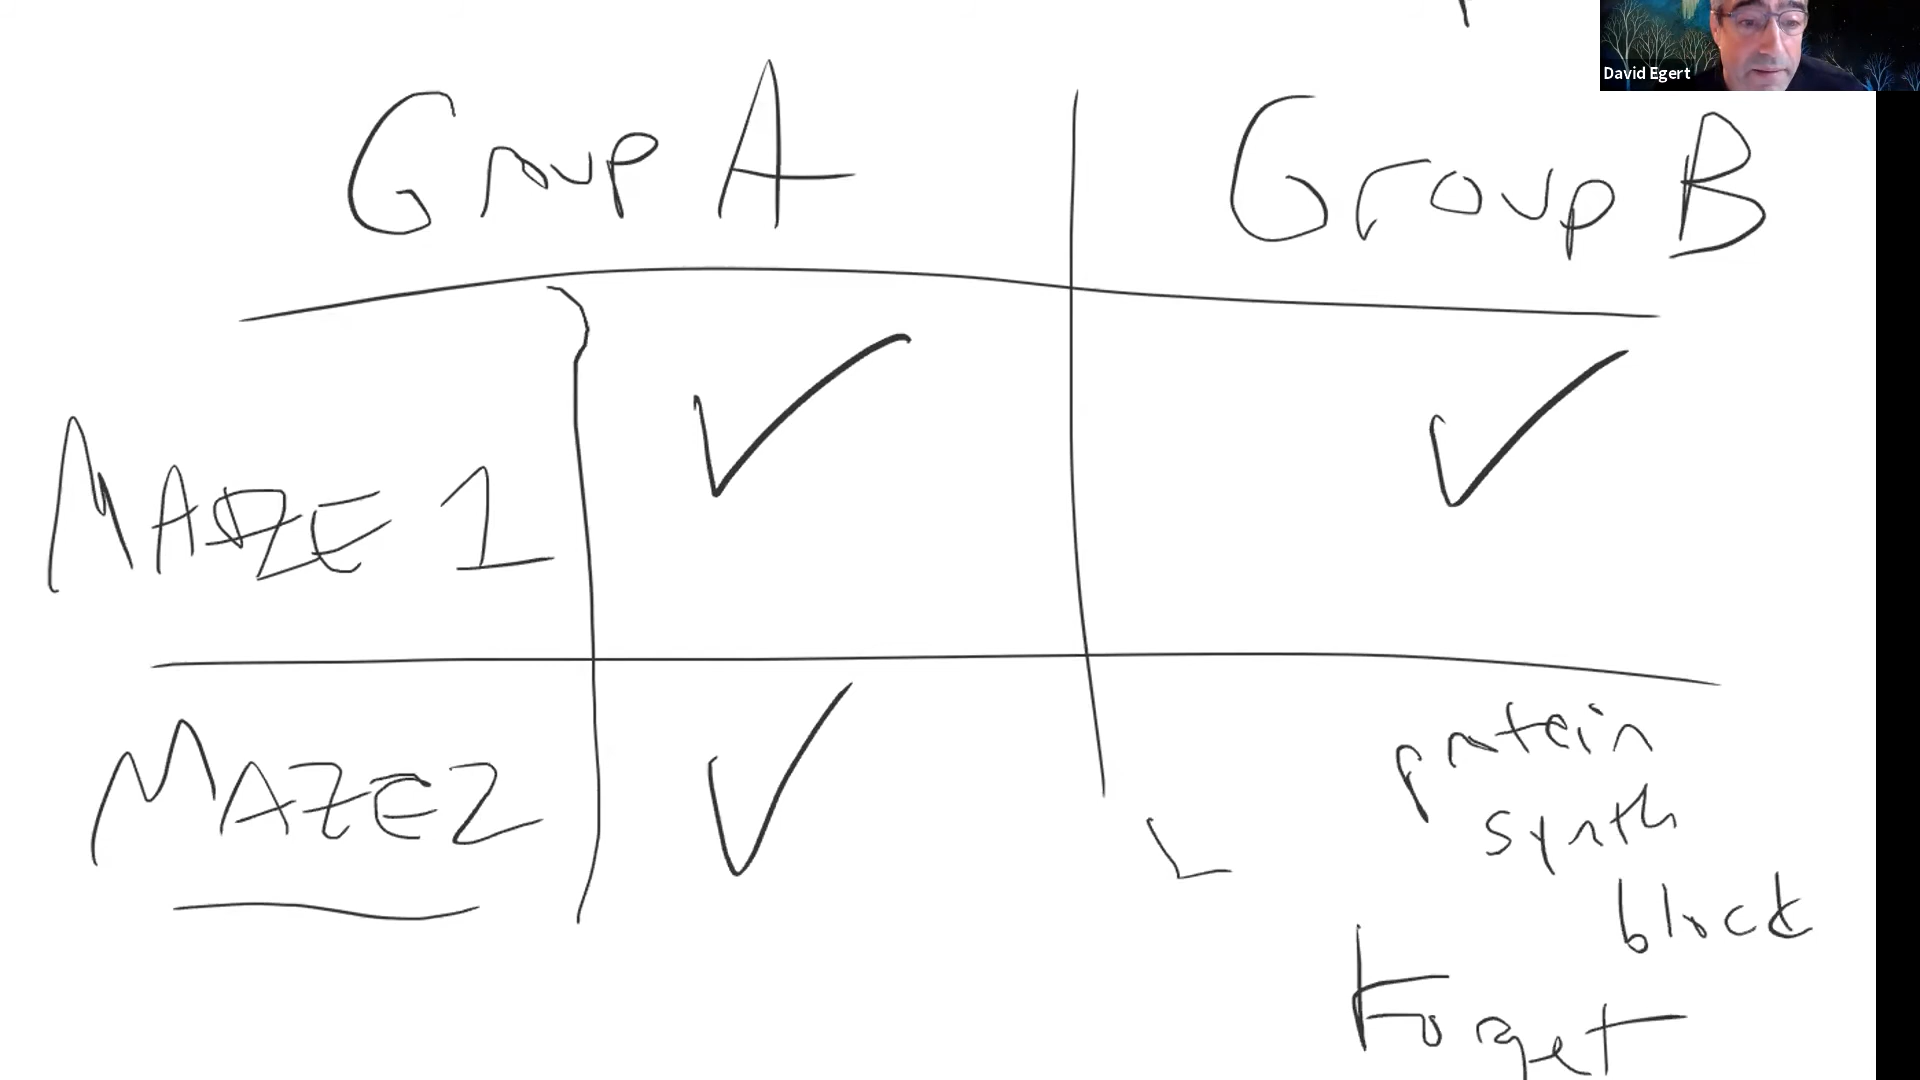 David Egert
Group A Group B
MAZE 1 ✓ ✓
MAZE 2 ✓ protein
synth
block
Forget